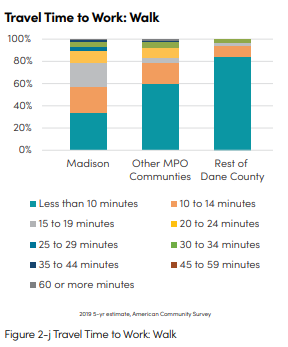 Travel Time to Work: Walk
100%
80%
60%
40%
20%
0%
Madison
Other MPO
Communties
Rest of
Dane County
Less than 10 minutes
10 to 14 minutes
15 to 19 minutes
20 to 24 minutes
25 to 29 minutes
30 to 34 minutes
35 to 44 minutes
45 to 59 minutes
60 or more minutes
2019 5-yr estimate, American Community Survey
Figure 2-j Travel Time to Work: Walk